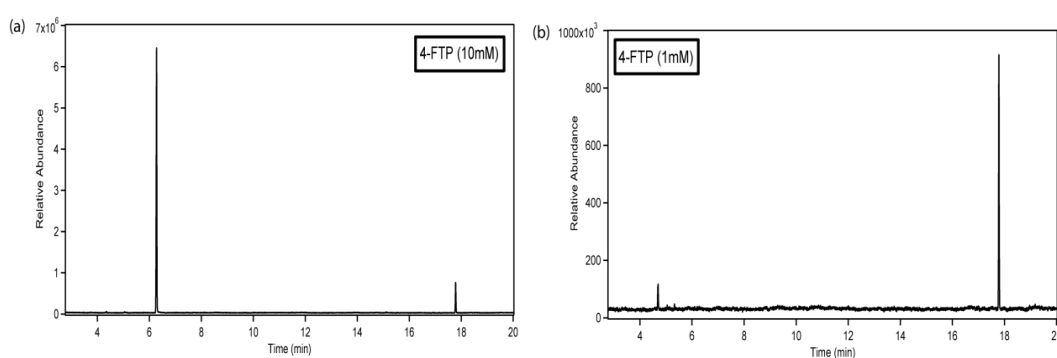 (a)
7x10⁶
6
5
4
3
2
1
0
Relative Abundance
4-FTP (10mM)
4 6 8 10 12 14 16 18 20
Time (min)
(b)
1000x10³
800
600
400
200
0
Relative Abundance
4-FTP (1mM)
4 6 8 10 12 14 16 18 20
Time (min)